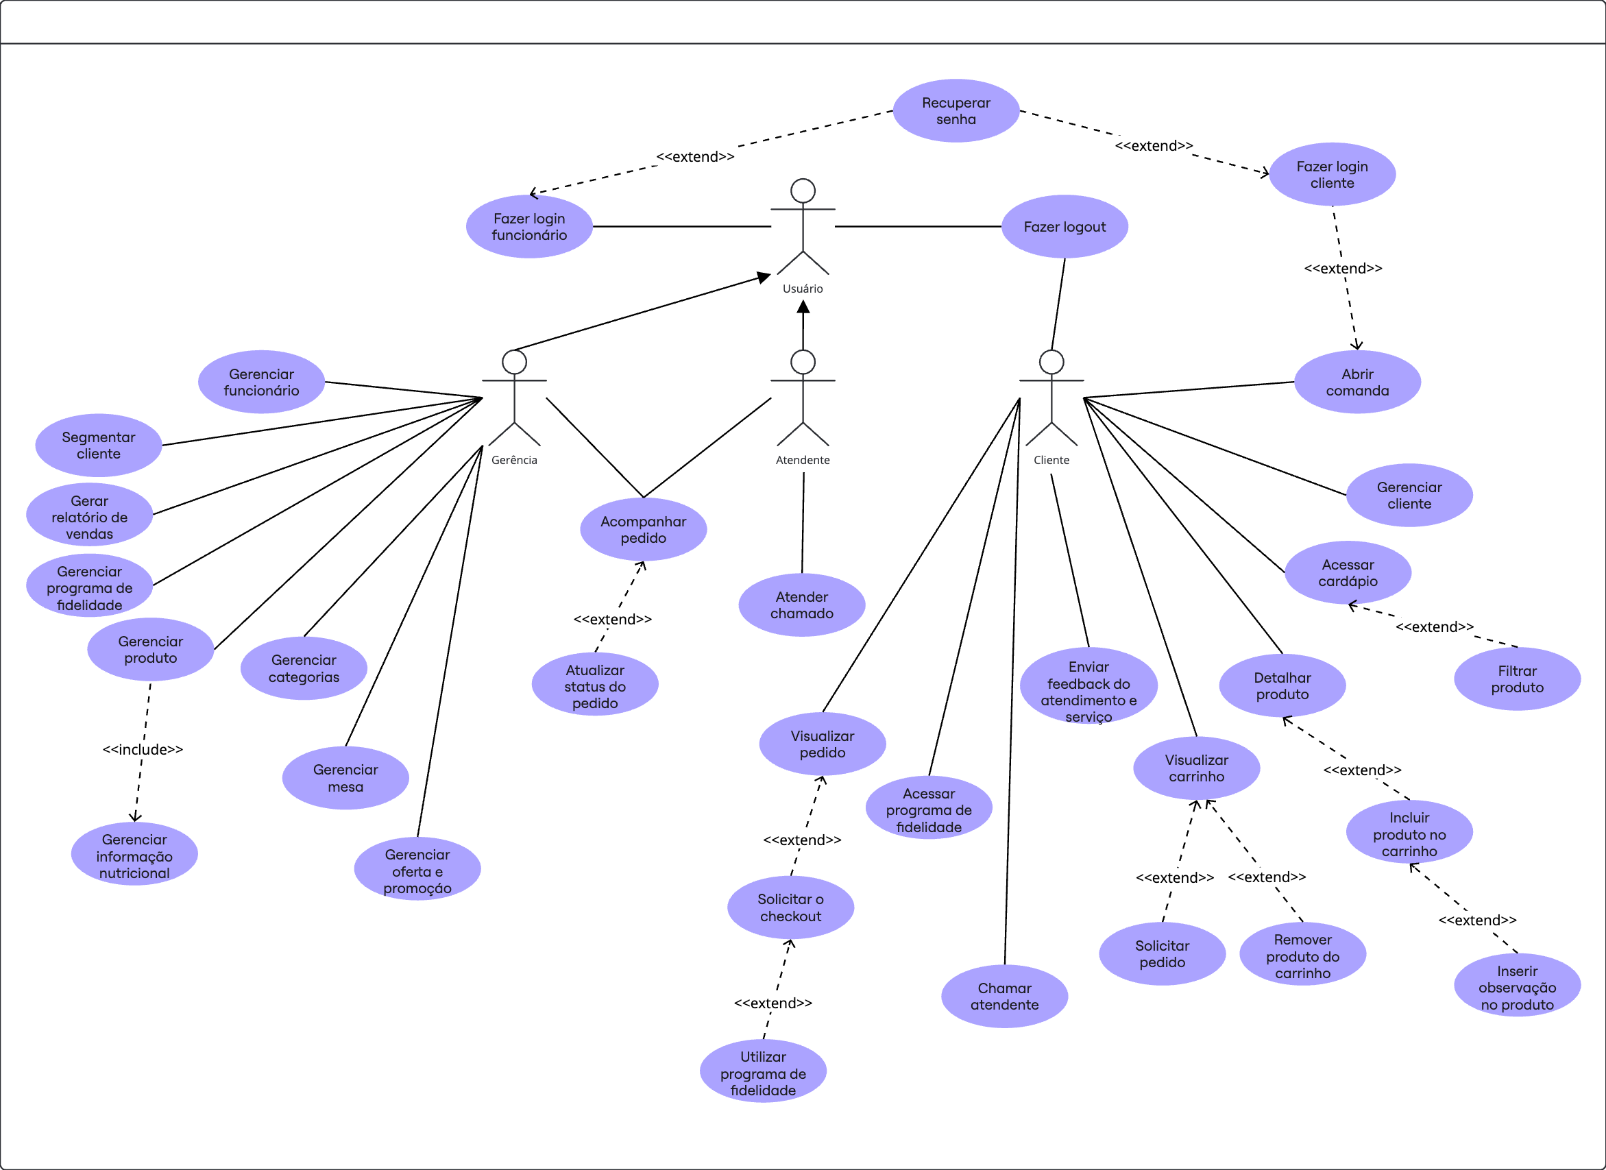 Recuperar
senha
<<extend>>
<<extend>>
Fazer login
cliente
Fazer login
funcionário
Fazer logout
<<extend>>
Usuário
Gerenciar
funcionário
Abrir
comanda
Segmentar
cliente
Gerência
Atendente
Cliente
Gerenciar
cliente
Gerar
relatório de
vendas
Acompanhar
pedido
Acessar
cardápio
Gerenciar
programa de
fidelidade
Atender
chamado
<<extend>>
<<extend>>
Gerenciar
produto
Gerenciar
categorias
Atualizar
status do
pedido
Enviar
feedback do
atendimento e
serviço
Detalhar
produto
Filtrar
produto
<<include>>
Visualizar
pedido
Visualizar
carrinho
<<extend>>
Gerenciar
mesa
Acessar
programa de
fidelidade
Incluir
produto no
carrinho
Gerenciar
informação
nutricional
Gerenciar
oferta e
promoção
<<extend>>
<<extend>>
<<extend>>
Solicitar o
checkout
<<extend>>
Solicitar
pedido
Remover
produto do
carrinho
Inserir
observação
no produto
Chamar
atendente
<<extend>>
Utilizar
programa de
fidelidade